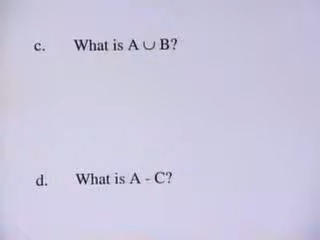 c. What is A ∪ B?
d. What is A - C?